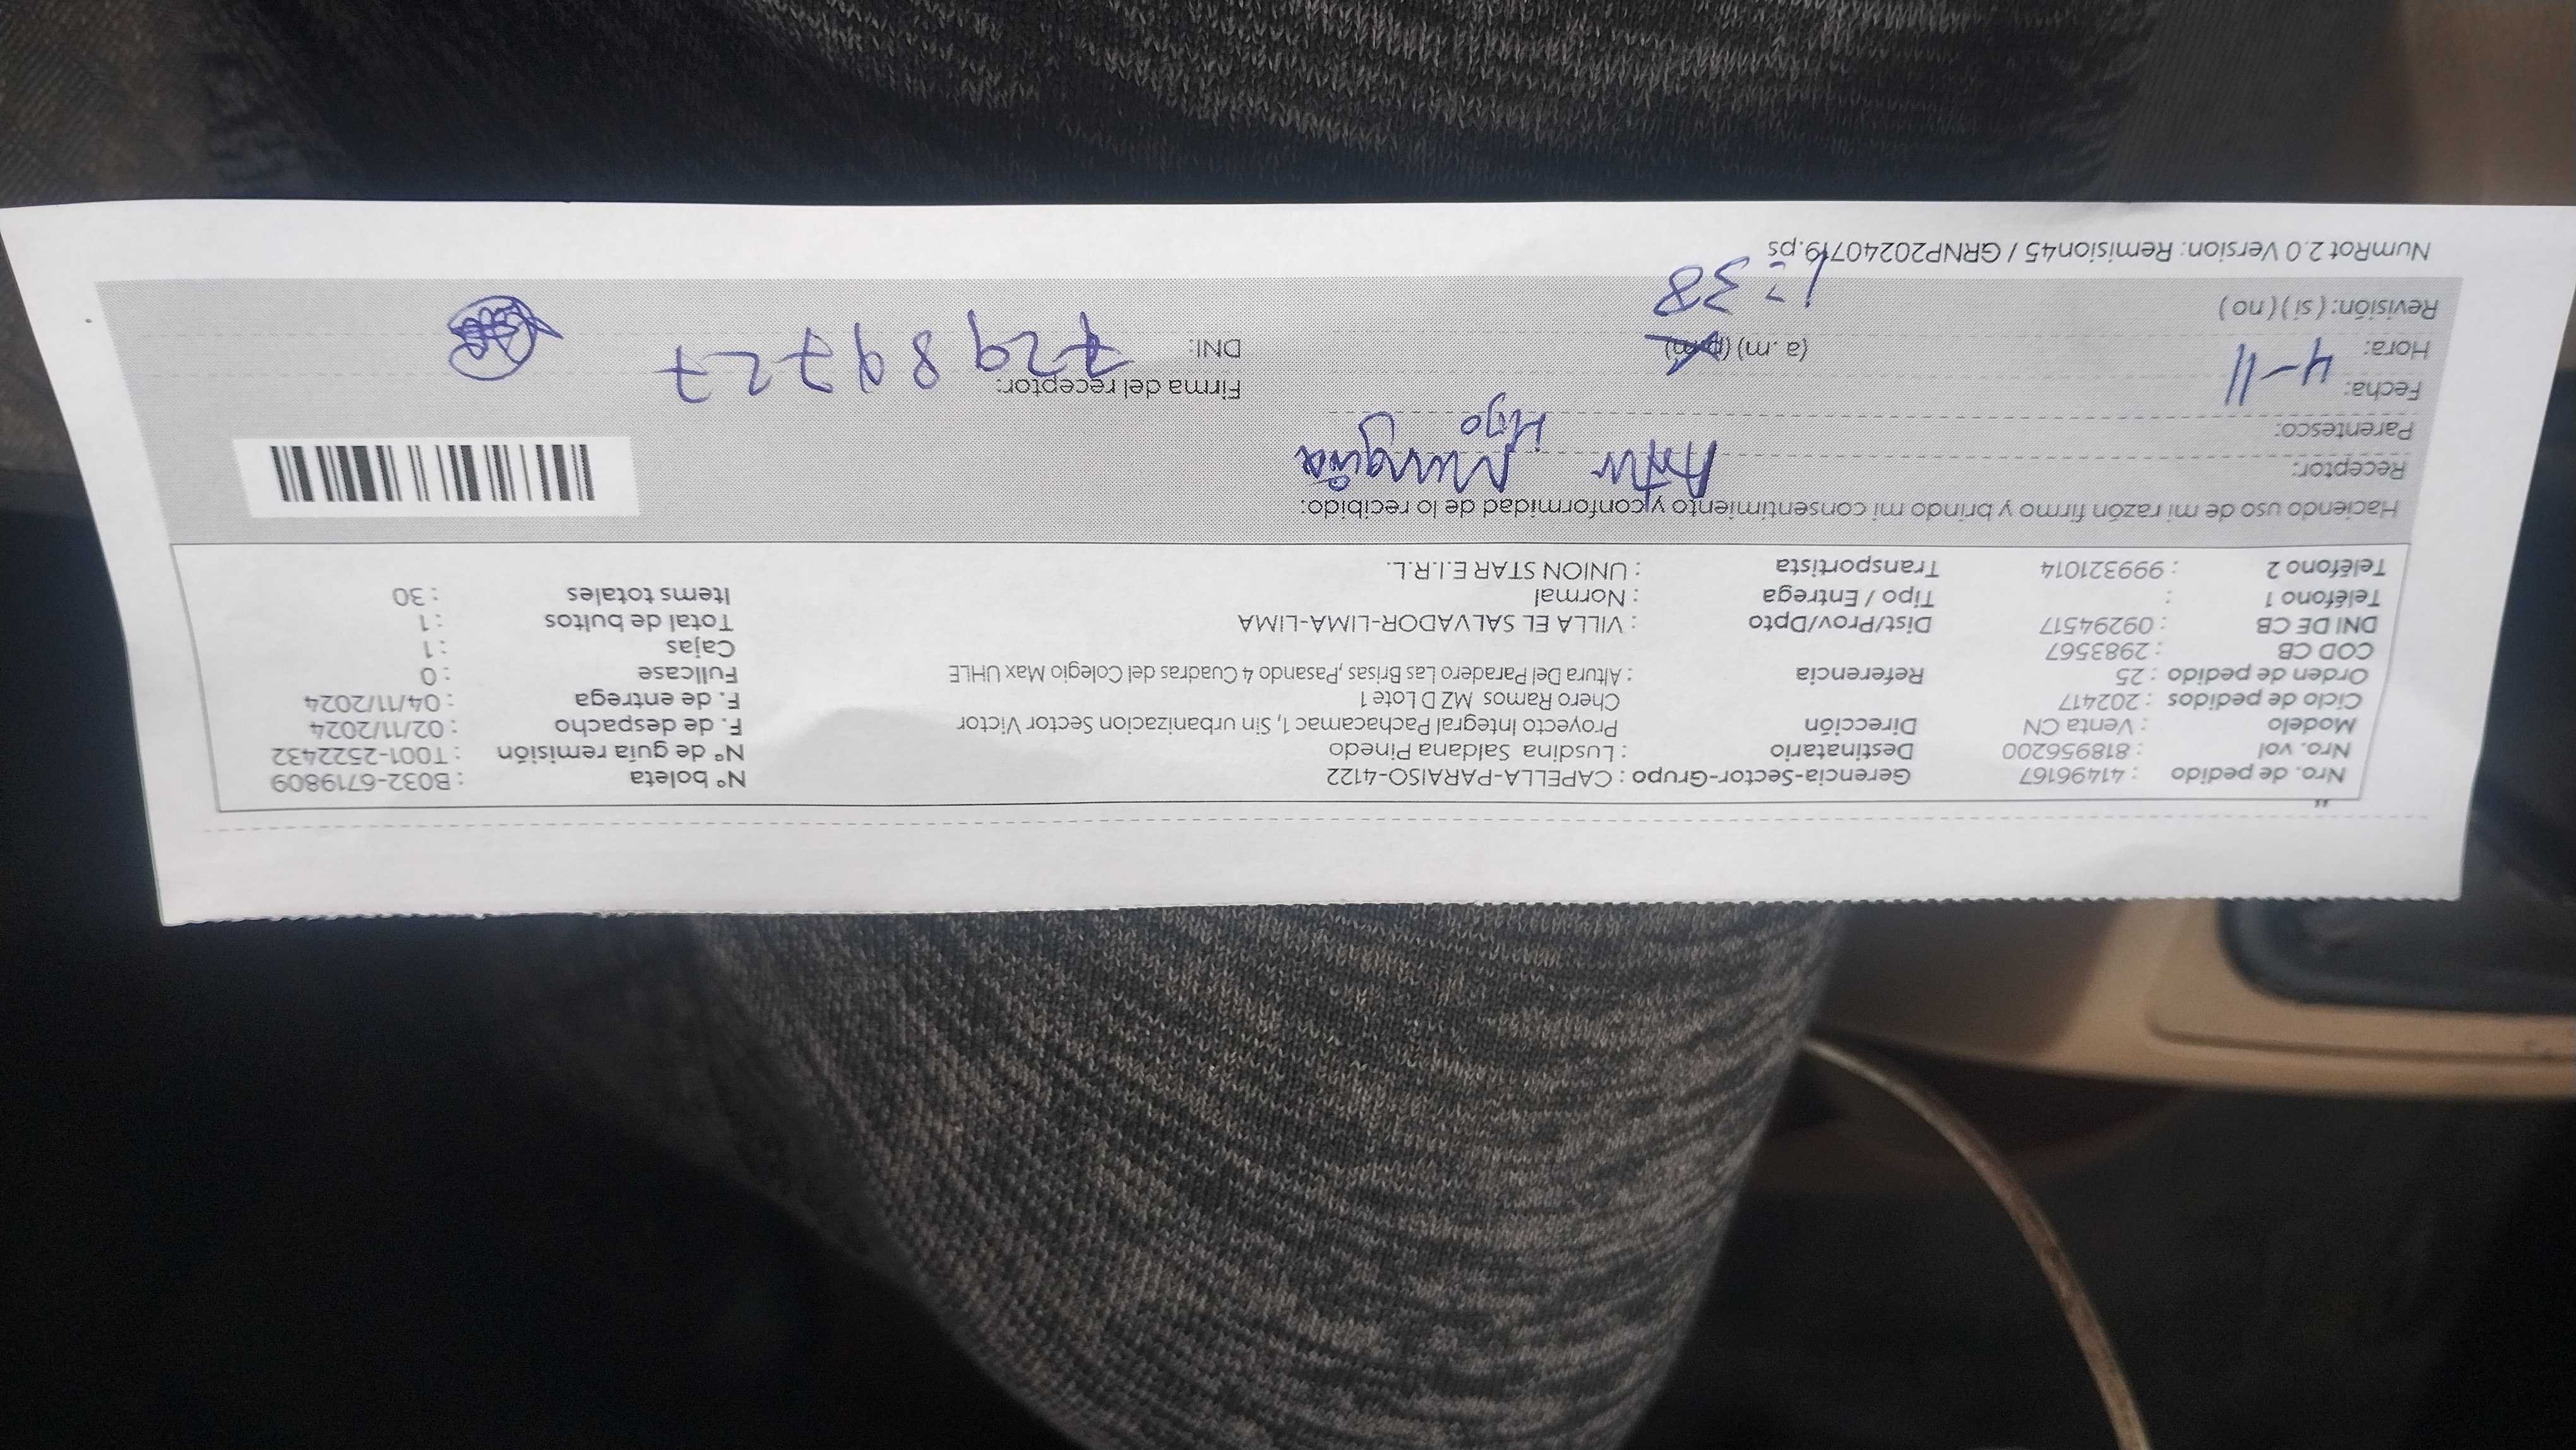 Nro. de pedido : 41496167 Gerencia-Sector-Grupo : CAPELLA-PARAISO-4122 N° boleta : B032-6719809
Nro. vol : 818956200 Destinatario : Lusdina Saldana Pinedo N° de guía remisión : T001-2522432
Modelo : Venta CN Dirección Proyecto Integral Pachacamac 1, Sin urbanizacion Sector Victor F. de despacho : 02/11/2024
Ciclo de pedidos : 202417 Chero Ramos MZ D Lote 1 F. de entrega : 04/11/2024
Orden de pedido : 25 Referencia : Altura Del Paradero Las Brisas ,Pasando 4 Cuadras del Colegio Max UHLE Fullcase : 0
COD CB : 2983567 Cajas : 1
DNI DE CB : 09294517 Dist/Prov/Dpto : VILLA EL SALVADOR-LIMA-LIMA Total de bultos : 1
Teléfono 1 : Tipo / Entrega : Normal Items totales : 30
Teléfono 2 : 999321014 Transportista : UNION STAR E.I.R.L.
Haciendo uso de mi razón firmo y brindo mi consentimiento y conformidad de lo recibido:
Receptor: Murguia
Parentesco: Hijo
Fecha: 4-11 Firma del receptor:
Hora: (a. m) (p.m) DNI: 72989727
Revisión: ( si ) ( no ) 1:38
NumRot 2.0 Version: Remision45 / GRNP20240719.ps